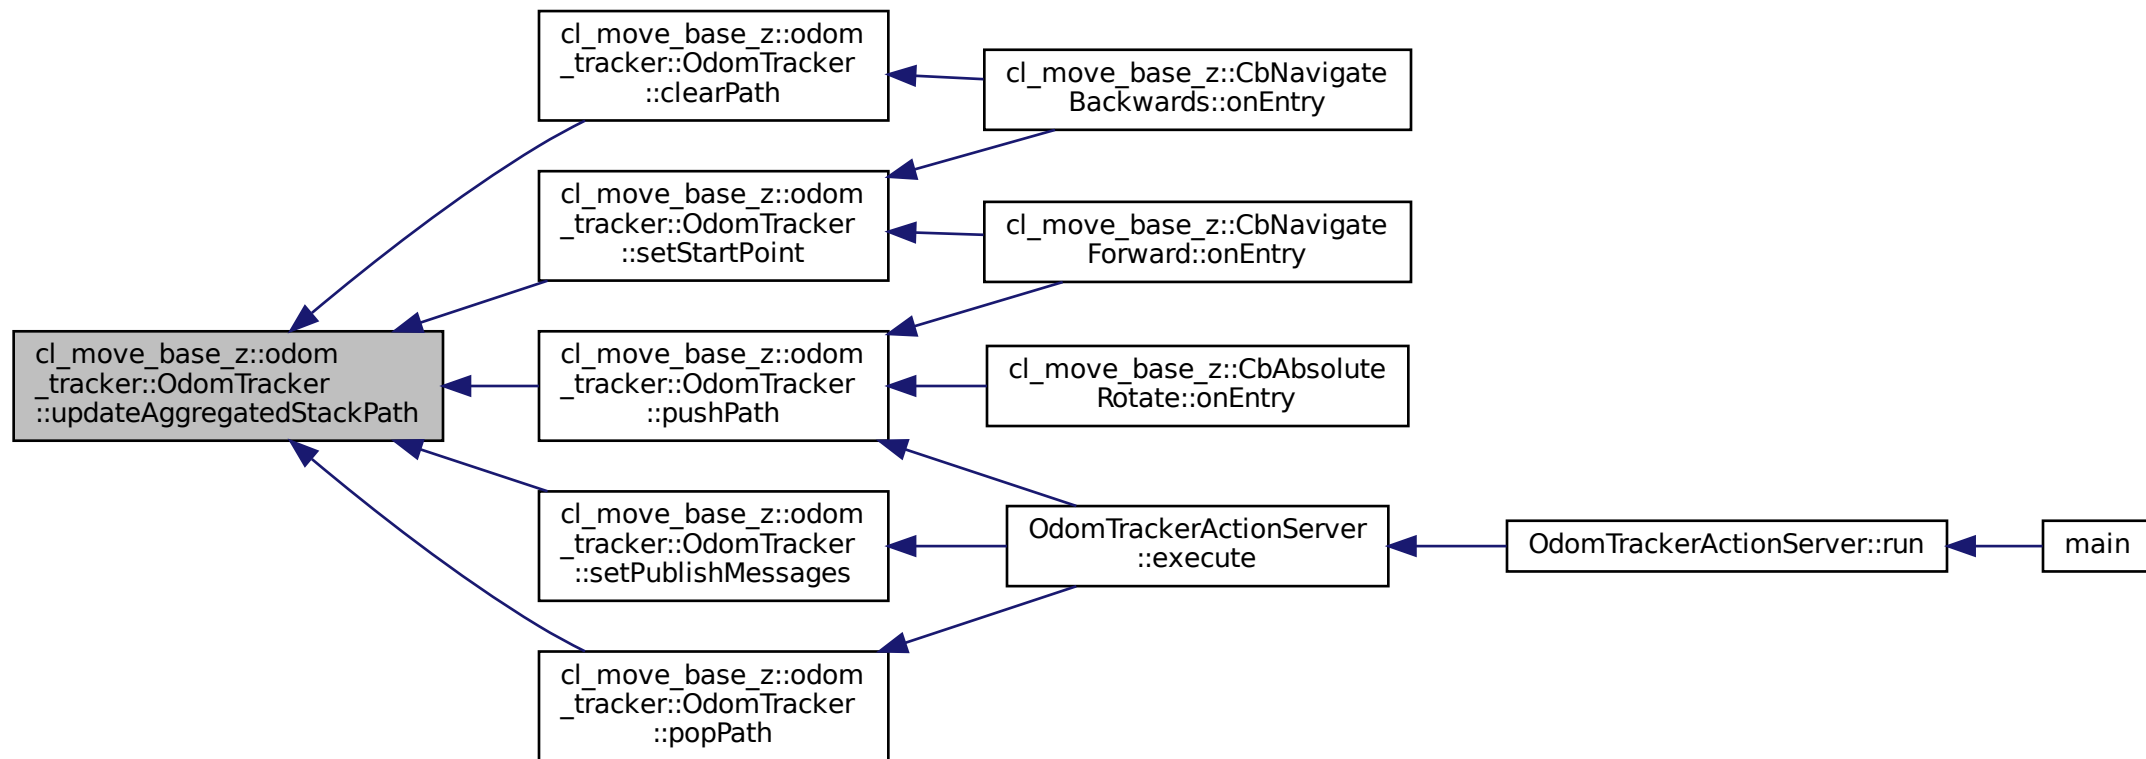 cl_move_base_z::odom
_tracker::OdomTracker
::updateAggregatedStackPath
cl_move_base_z::odom
_tracker::OdomTracker
::clearPath
cl_move_base_z::odom
_tracker::OdomTracker
::setStartPoint
cl_move_base_z::odom
_tracker::OdomTracker
::pushPath
cl_move_base_z::odom
_tracker::OdomTracker
::setPublishMessages
cl_move_base_z::odom
_tracker::OdomTracker
::popPath
cl_move_base_z::CbNavigate
Backwards::onEntry
cl_move_base_z::CbNavigate
Forward::onEntry
cl_move_base_z::CbAbsolute
Rotate::onEntry
OdomTrackerActionServer
::execute
OdomTrackerActionServer::run
main